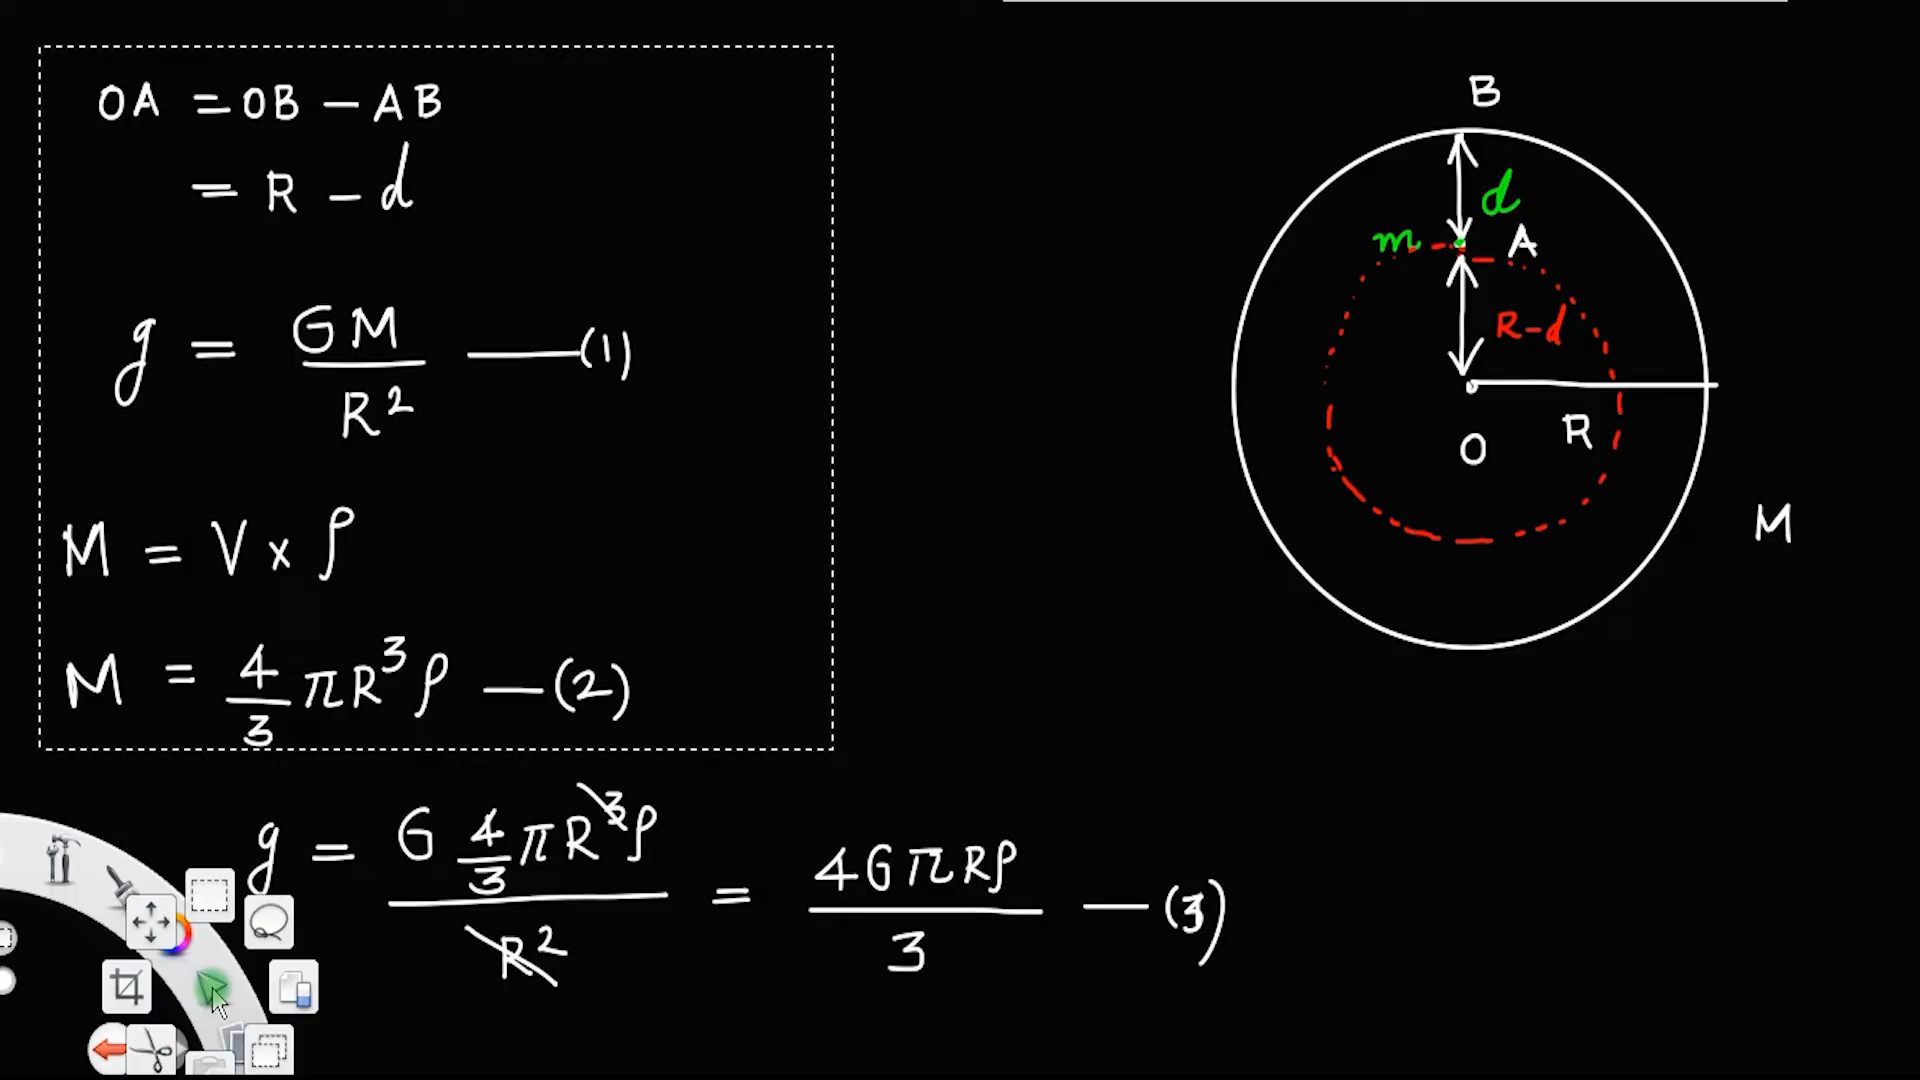 OA = OB - AB
= R - d
g = GM / R² —(1)
M = V × ρ
M = 4/3 πR³ρ —(2)
g = G 4/3 πR³ρ / R² = 4GπRρ / 3 —(3)
B
d
m A
R-d
R
O
M